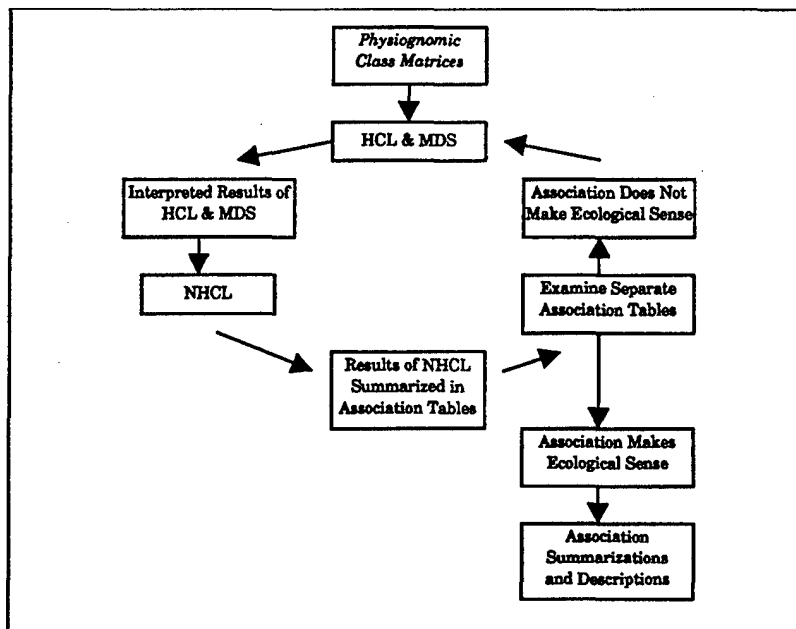 Physiognomic
Class Matrices
HCL & MDS
Interpreted Results of
HCL & MDS
NHCL
Results of NHCL
Summarized in
Association Tables
Examine Separate
Association Tables
Association Does Not
Make Ecological Sense
Association Makes
Ecological Sense
Association
Summarizations
and Descriptions